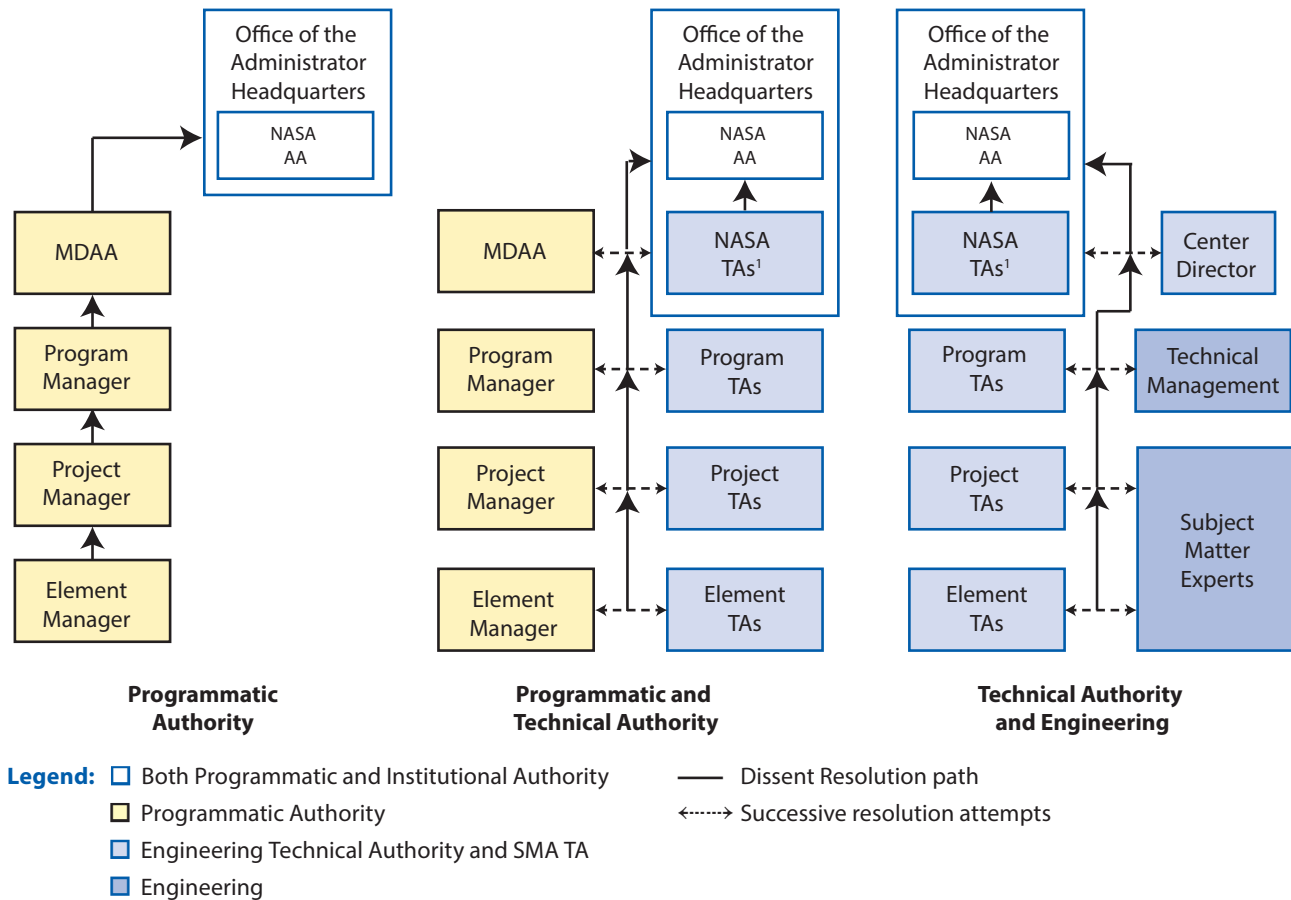 Office of the
Administrator
Headquarters
NASA
AA
MDAA
Program
Manager
Project
Manager
Element
Manager
Programmatic
Authority
Office of the
Administrator
Headquarters
NASA
AA
MDAA
NASA
TAs¹
Program
Manager
Program
TAs
Project
Manager
Project
TAs
Element
Manager
Element
TAs
Programmatic and
Technical Authority
Office of the
Administrator
Headquarters
NASA
AA
NASA
TAs¹
Center
Director
Program
TAs
Technical
Management
Project
TAs
Subject
Matter
Experts
Element
TAs
Technical Authority
and Engineering
Legend:
Both Programmatic and Institutional Authority
Programmatic Authority
Engineering Technical Authority and SMA TA
Engineering
Dissent Resolution path
Successive resolution attempts